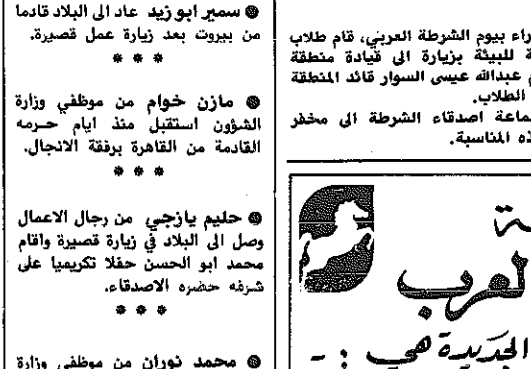 راء بيوم الشرطة العربي، قام طلاب
ة للبيئة بزيارة الى قيادة منطقة
م عبدالله عيسى السوار قائد المنطقة
الطلاب.
ماعة اصدقاء الشرطة الى مخفر
ذه المناسبة.
● سمير ابو زيد عاد الى البلاد قادما
من بيروت بعد زيارة عمل قصيرة.
* * *
● مازن خوام من موظفي وزارة
الشؤون استقبل منذ ايام حرمه
القادمة من القاهرة برفقة الانجال.
* * *
● حليم يازجي من رجال الاعمال
وصل الى البلاد في زيارة قصيرة واقام
محمد ابو الحسن حفلا تكريميا على
شرفه حضره الاصدقاء.
* * *
● محمد نوران من موظفي وزارة
ـة
لعرب
الجديدة هي : -